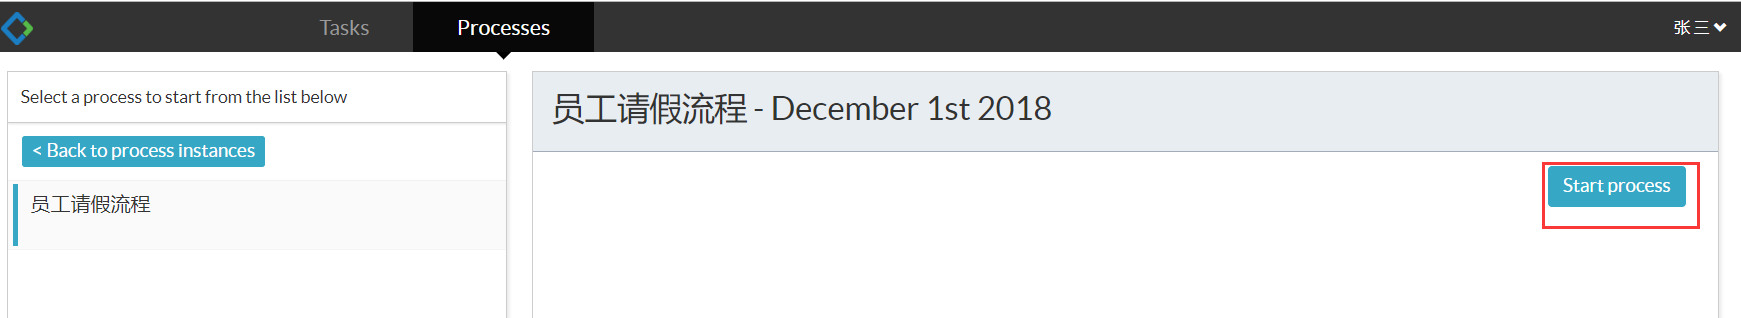 Tasks
Processes
张 三
Select a process to start from the list below
< Back to process instances
员工请假流程
员工请假流程 - December 1st 2018
Start process